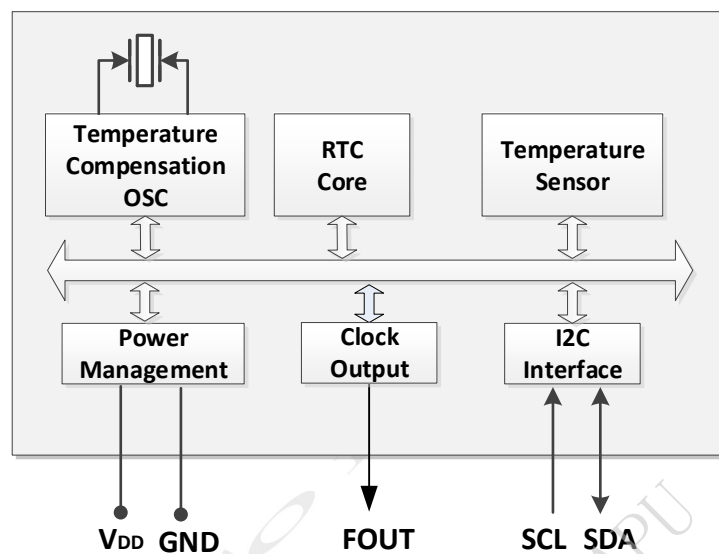 Temperature
Compensation
OSC
RTC
Core
Temperature
Sensor
Power
Management
Clock
Output
I2C
Interface
VDD GND FOUT SCL SDA